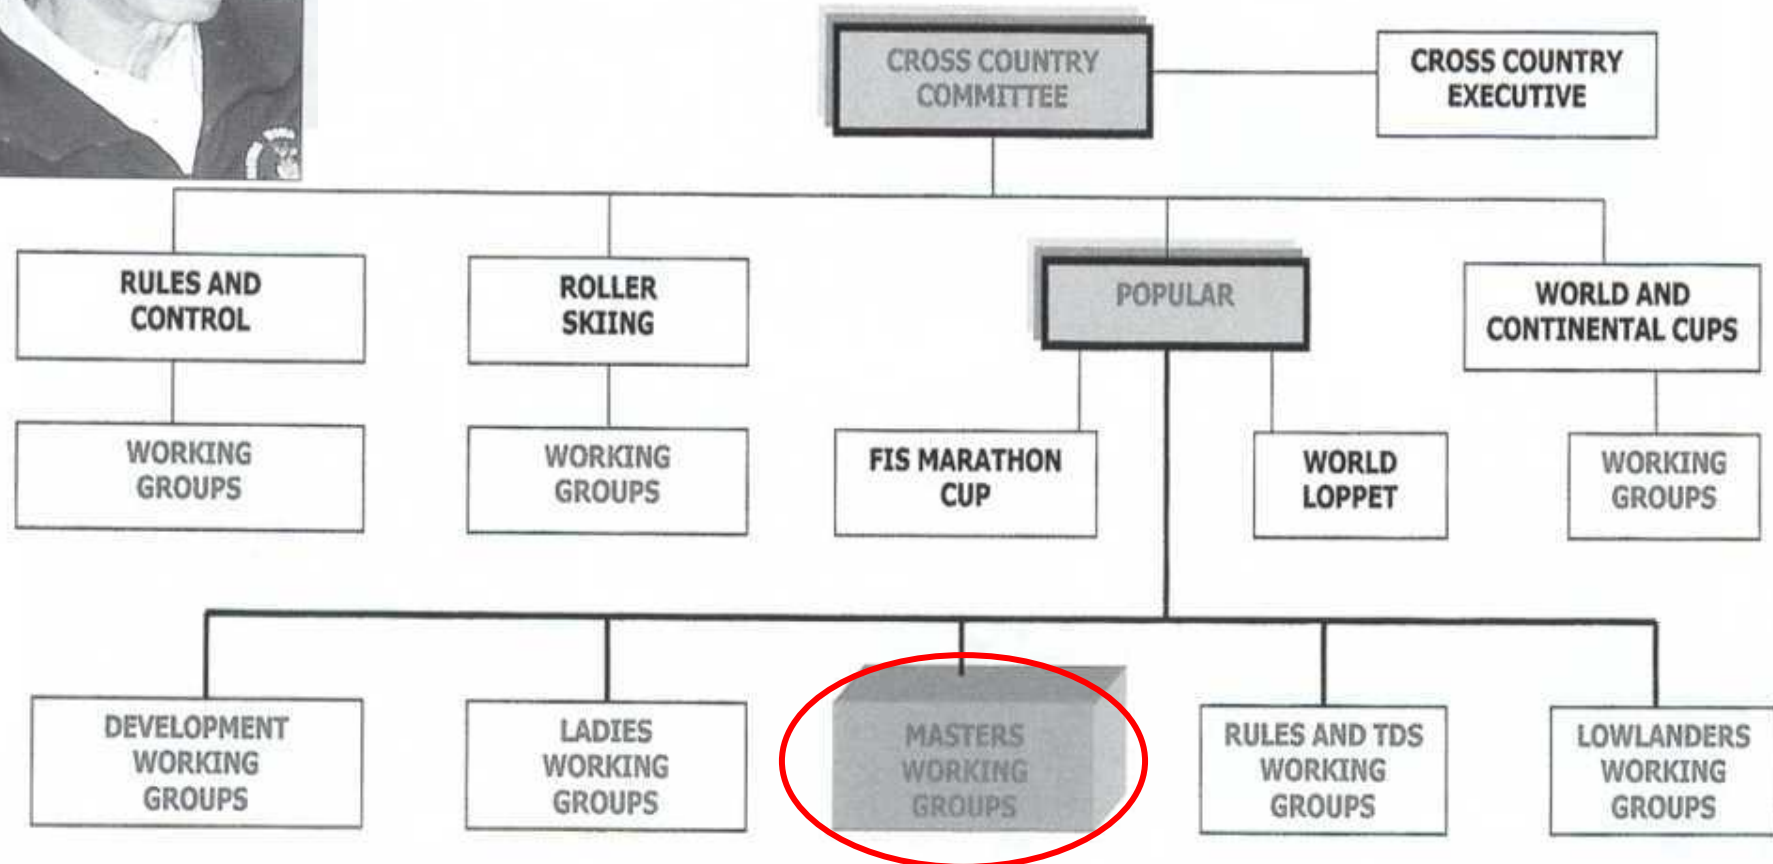 CROSS COUNTRY
COMMITTEE
CROSS COUNTRY
EXECUTIVE
RULES AND
CONTROL
ROLLER
SKIING
POPULAR
WORLD AND
CONTINENTAL CUPS
WORKING
GROUPS
WORKING
GROUPS
FIS MARATHON
CUP
WORLD
LOPPET
WORKING
GROUPS
DEVELOPMENT
WORKING
GROUPS
LADIES
WORKING
GROUPS
MASTERS
WORKING
GROUPS
RULES AND TDS
WORKING
GROUPS
LOWLANDERS
WORKING
GROUPS